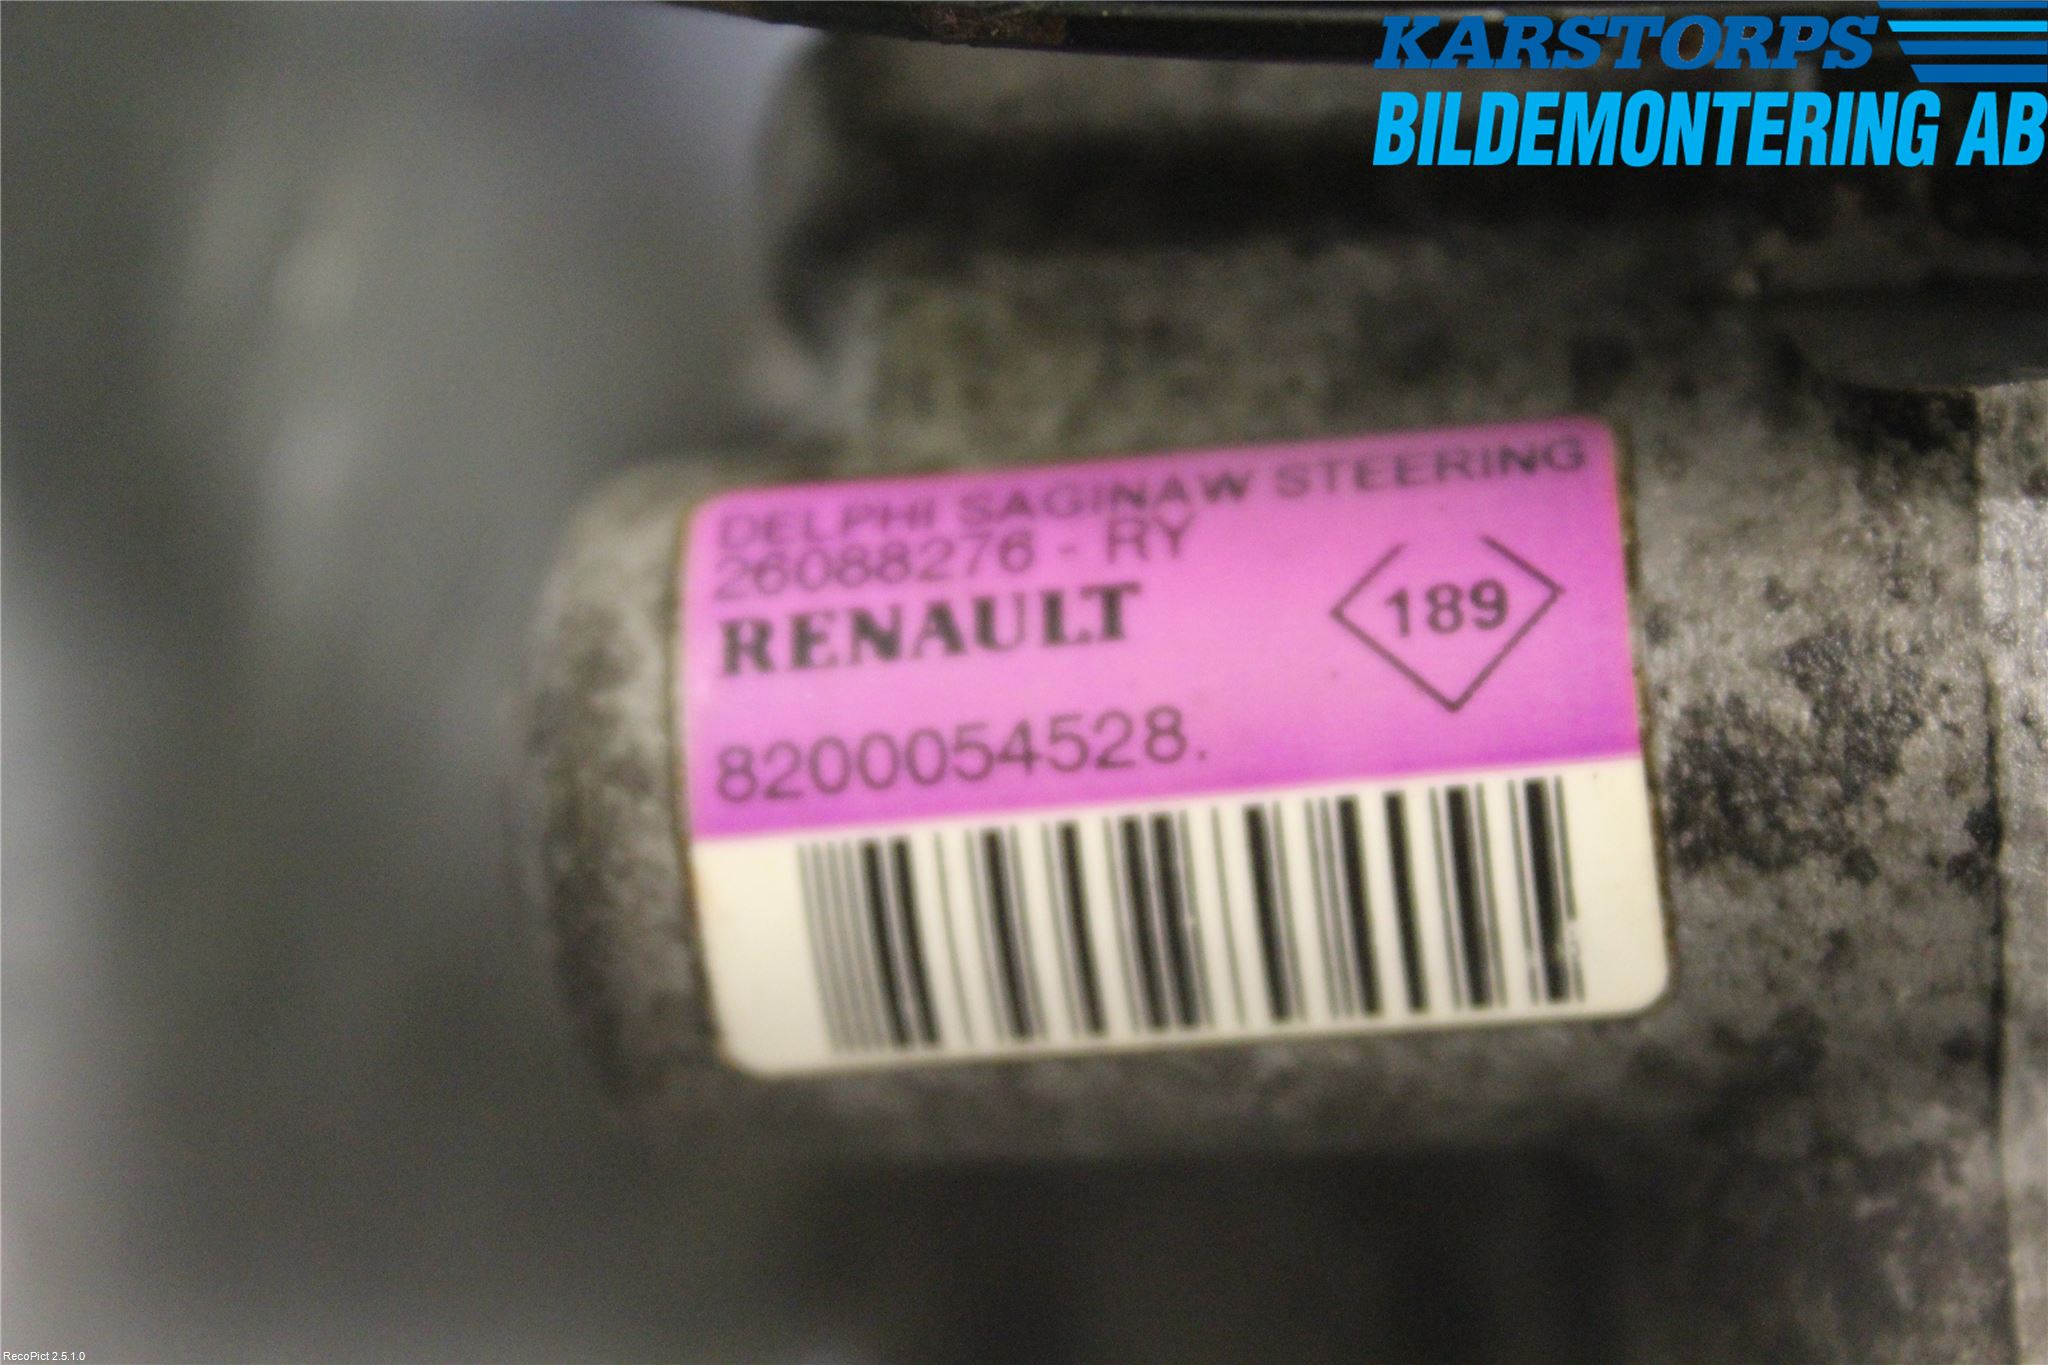 KARSTORPS
BILDEMONTERING AB
DELPHI SAGINAW STEERING
26088276 - RY
RENAULT
189
8200054528.
RecoPict 2.5.1.0